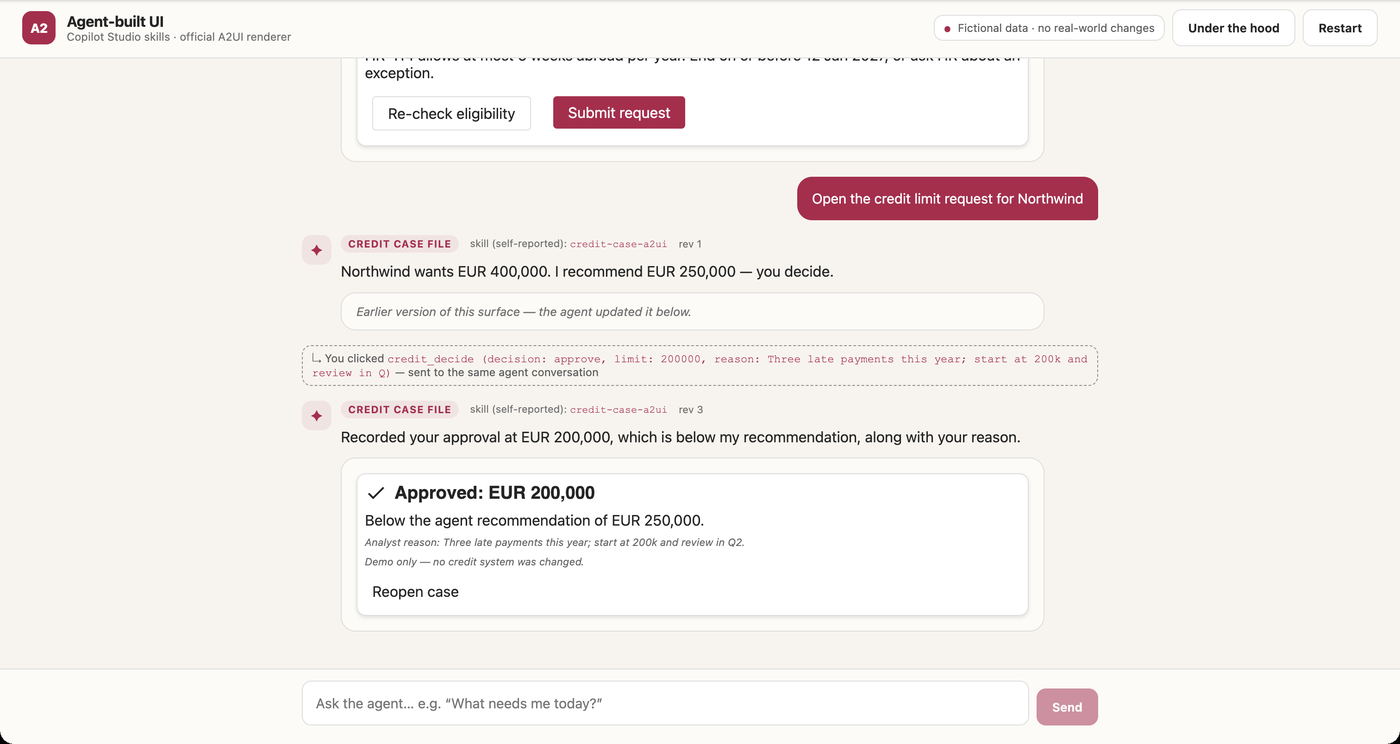 A2
Agent-built UI
Copilot Studio skills · official A2UI renderer
Fictional data · no real-world changes
Under the hood
Restart
exception.
Re-check eligibility
Submit request
Open the credit limit request for Northwind
CREDIT CASE FILE skill (self-reported): credit-case-a2ui rev 1
Northwind wants EUR 400,000. I recommend EUR 250,000 — you decide.
Earlier version of this surface — the agent updated it below.
You clicked credit_decide (decision: approve, limit: 200000, reason: Three late payments this year; start at 200k and
review in Q) — sent to the same agent conversation
CREDIT CASE FILE skill (self-reported): credit-case-a2ui rev 3
Recorded your approval at EUR 200,000, which is below my recommendation, along with your reason.
Approved: EUR 200,000
Below the agent recommendation of EUR 250,000.
Analyst reason: Three late payments this year; start at 200k and review in Q2.
Demo only — no credit system was changed.
Reopen case
Ask the agent... e.g. “What needs me today?”
Send